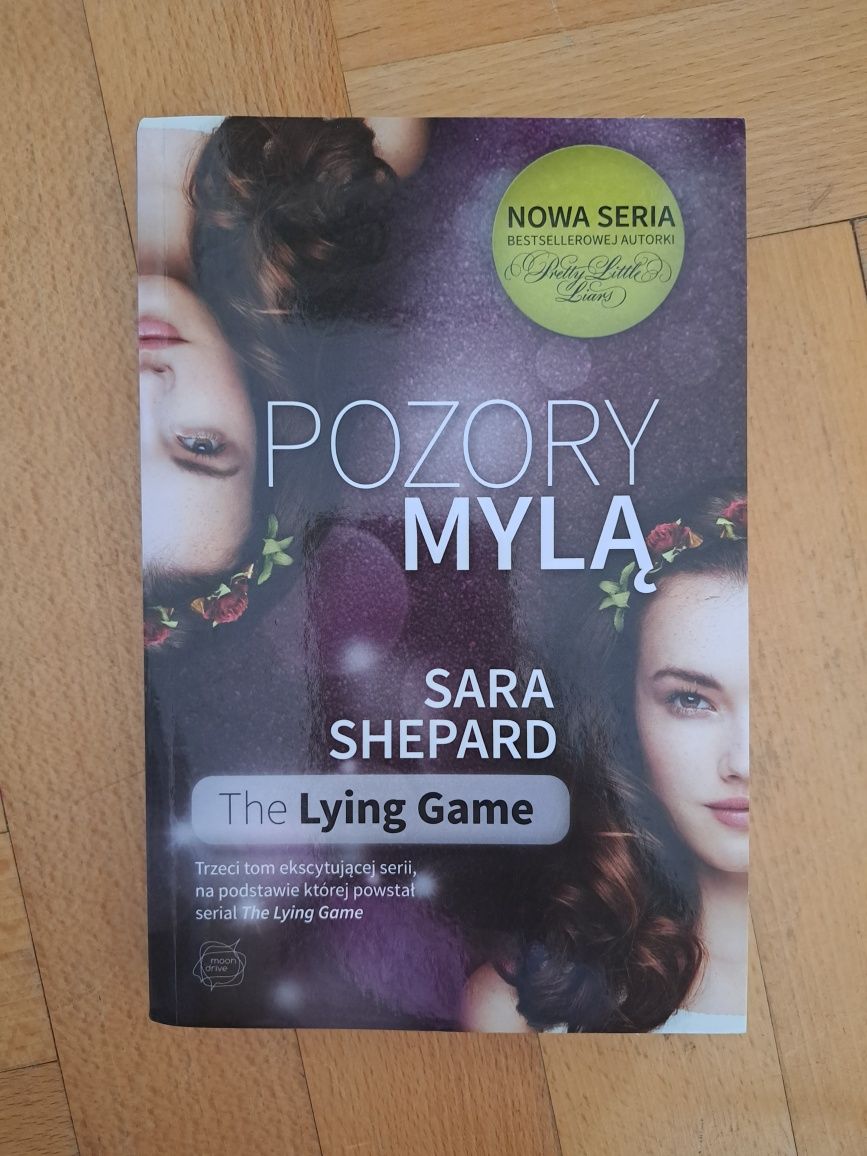 NOWA SERIA
BESTSELLEROWEJ AUTORKI
Pretty Little
Liars
POZORY
MYLĄ
SARA
SHEPARD
The Lying Game
Trzeci tom ekscytującej serii,
na podstawie której powstał
serial The Lying Game
moon
drive